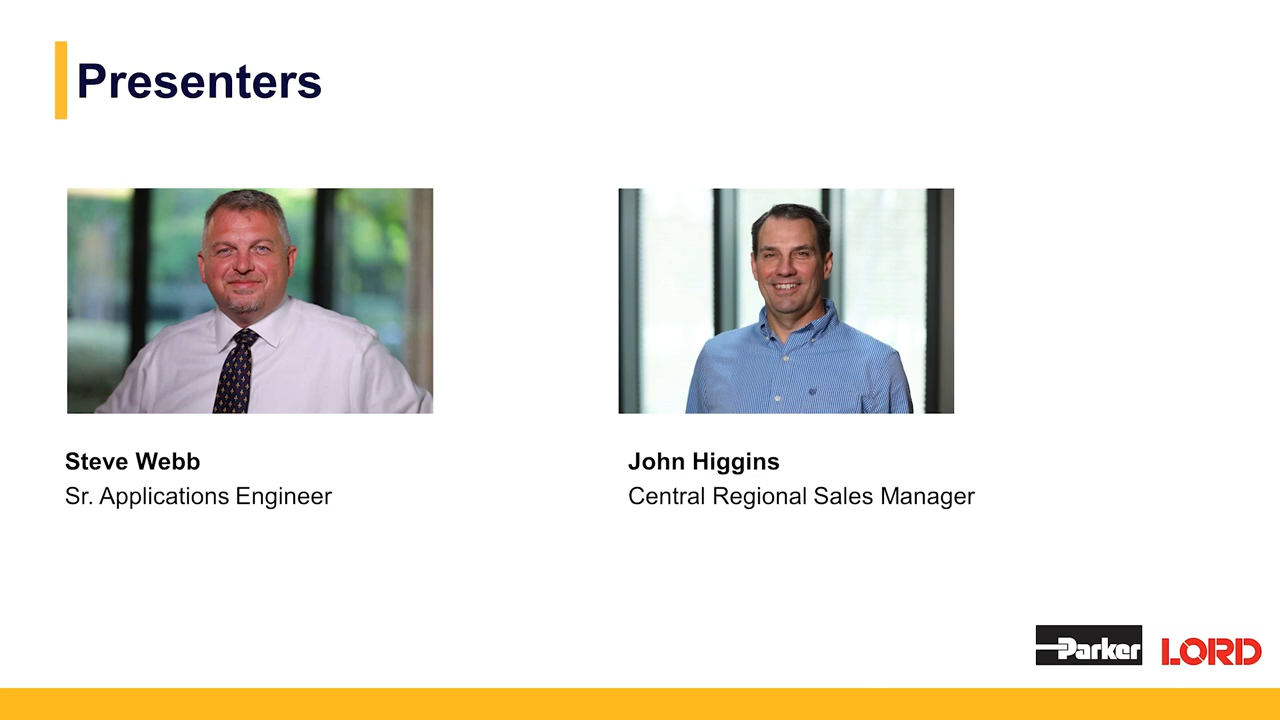 Presenters
Steve Webb
Sr. Applications Engineer
John Higgins
Central Regional Sales Manager
Parker LORD